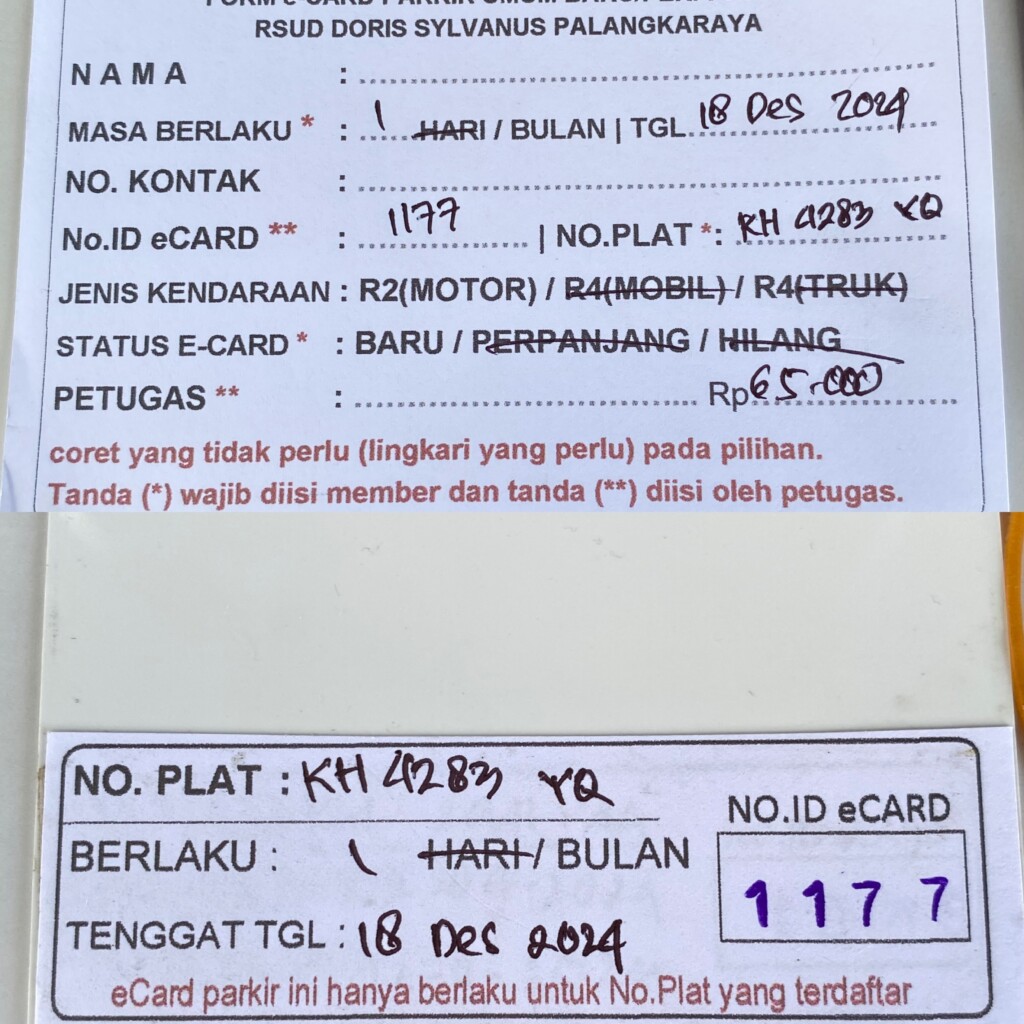 RSUD DORIS SYLVANUS PALANGKARAYA
NAMA :
MASA BERLAKU * : 1 HARI / BULAN | TGL 18 Des 2024
NO. KONTAK :
No.ID eCARD ** : 1177 | NO.PLAT *: KH 4283 YQ
JENIS KENDARAAN : R2(MOTOR) / R4(MOBIL) / R4(TRUK)
STATUS E-CARD * : BARU / PERPANJANG / HILANG
PETUGAS ** : Rp 65.000
coret yang tidak perlu (lingkari yang perlu) pada pilihan.
Tanda (*) wajib diisi member dan tanda (**) diisi oleh petugas.
NO. PLAT : KH 4283 YQ
NO.ID eCARD
BERLAKU : 1 HARI / BULAN
1177
TENGGAT TGL : 18 Des 2024
eCard parkir ini hanya berlaku untuk No.Plat yang terdaftar